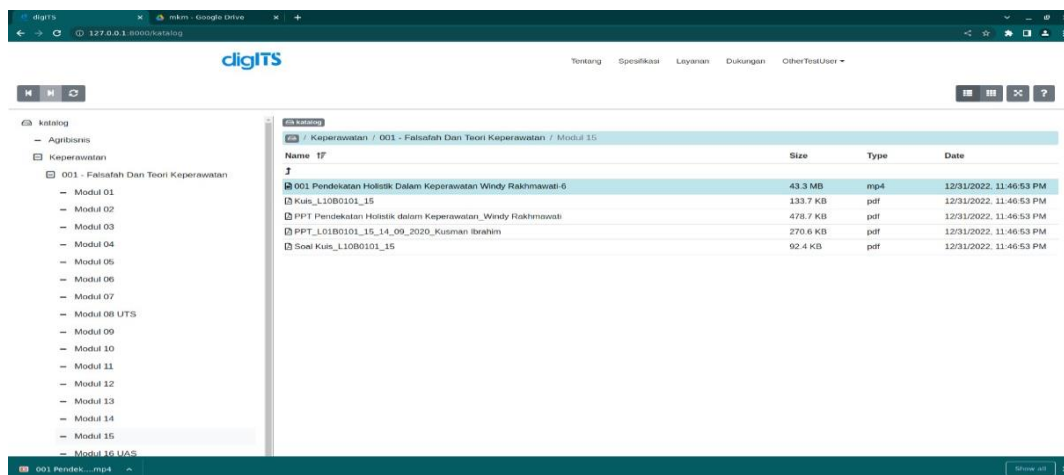 digITS
mkm - Google Drive
127.0.0.1:8000/katalog
digITS
Tentang Spesifikasi Layanan Dukungan OtherTestUser
katalog
Agribisnis
Keperawatan
001 - Falsafah Dan Teori Keperawatan
Modul 01
Modul 02
Modul 03
Modul 04
Modul 05
Modul 06
Modul 07
Modul 08 UTS
Modul 09
Modul 10
Modul 11
Modul 12
Modul 13
Modul 14
Modul 15
Modul 16 UAS
katalog
/ Keperawatan / 001 - Falsafah Dan Teori Keperawatan / Modul 15
Name Size Type Date
001 Pendekatan Holistik Dalam Keperawatan Windy Rakhmawati-6 43.3 MB mp4 12/31/2022, 11:46:53 PM
Kuis_L10B0101_15 133.7 KB pdf 12/31/2022, 11:46:53 PM
PPT Pendekatan Holistik dalam Keperawatan_Windy Rakhmawati 478.7 KB pdf 12/31/2022, 11:46:53 PM
PPT_L01B0101_15_14_09_2020_Kusman Ibrahim 270.6 KB pdf 12/31/2022, 11:46:53 PM
Soal Kuis_L10B0101_15 92.4 KB pdf 12/31/2022, 11:46:53 PM
001 Pendek....mp4
Show all